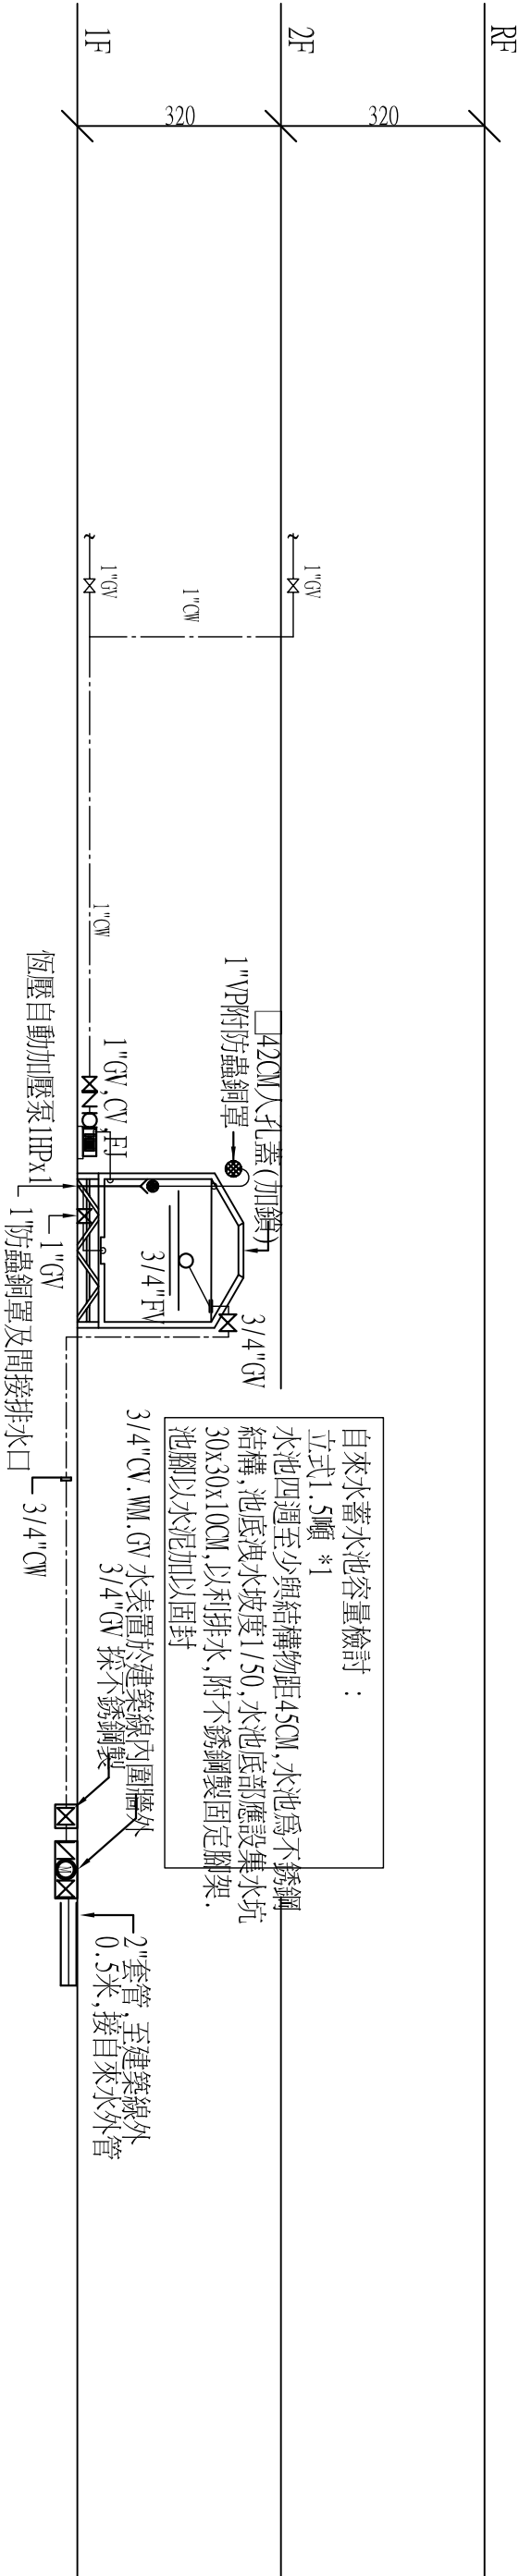 RF
2F
1F
320
320
1"GV
1"GV
1"CW
1"CW
□42CM人孔蓋(加鎖)
1"VP附防蟲銅罩
1"GV,CV,FJ
恆壓自動加壓泵1HPx1
3/4"FV
3/4"GV
1"GV
1"防蟲銅罩及間接排水口
3/4"CW
自來水蓄水池容量檢討：
立式1.5噸 *1
水池四週至少與結構物距45CM,水池為不銹鋼
結構,池底洩水坡度1/50,水池底部應設集水坑
30x30x10CM,以利排水,附不銹鋼製固定腳架.
池腳以水泥加以固封
3/4"CV.WM.GV 水表置於建築線內圍牆外
3/4"GV 採不銹鋼製
M
2"套管,至建築線外
0.5米,接自來水外管